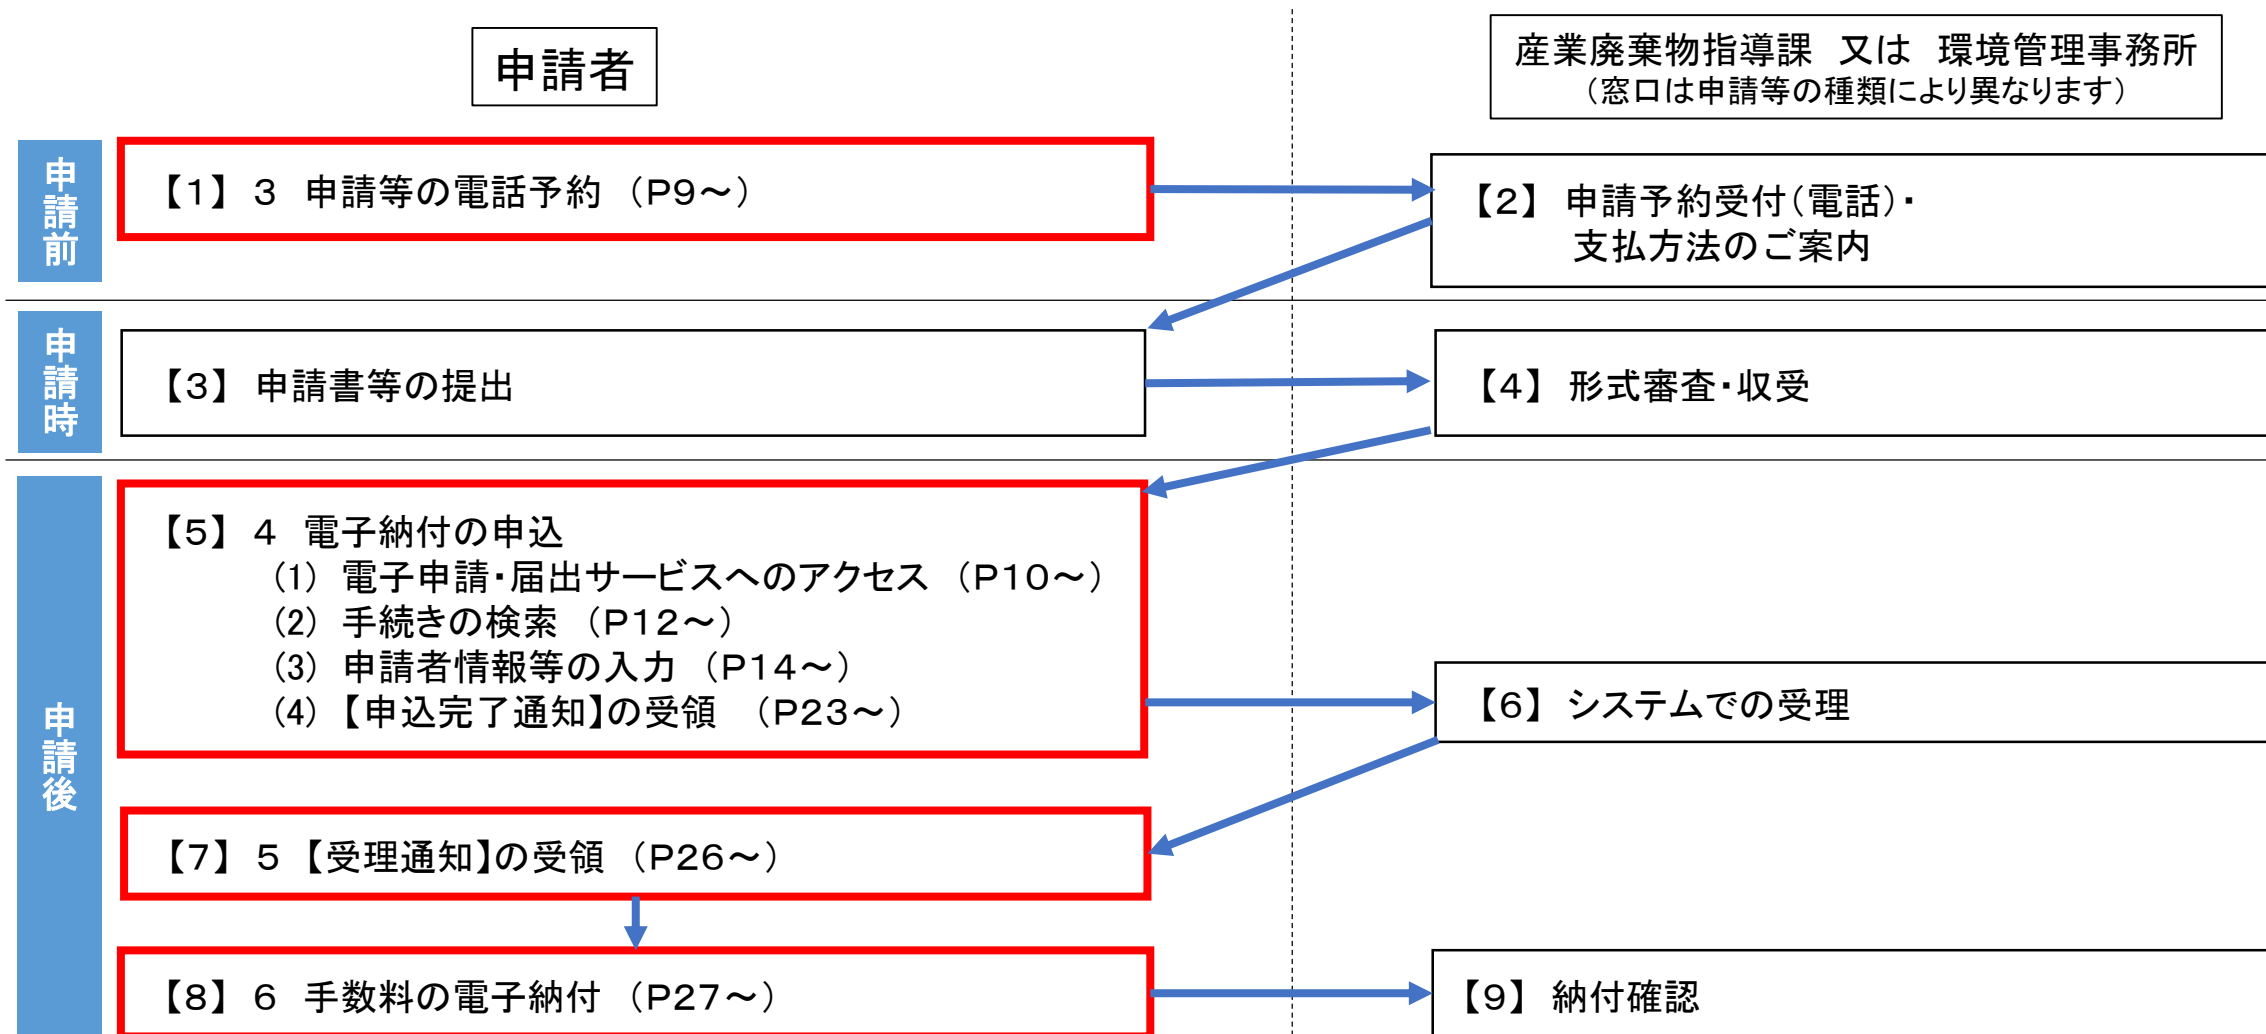 申請者
産業廃棄物指導課　又は　環境管理事務所
（窓口は申請等の種類により異なります）
申請前
【1】 3　申請等の電話予約　（P9～）
【2】 申請予約受付（電話）・
支払方法のご案内
申請時
【3】 申請書等の提出
【4】 形式審査・収受
申請後
【5】 4　電子納付の申込
(1) 電子申請・届出サービスへのアクセス　（P10～）
(2) 手続きの検索　（P12～）
(3) 申請者情報等の入力　（P14～）
(4) 【申込完了通知】の受領　（P23～）
【6】 システムでの受理
【7】 5　【受理通知】の受領　（P26～）
【8】 6　手数料の電子納付　（P27～）
【9】 納付確認